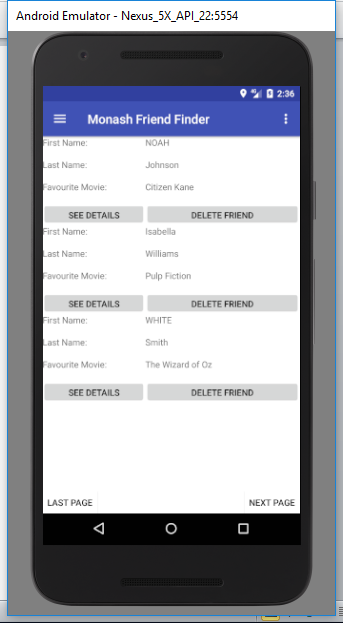 Android Emulator - Nexus_5X_API_22:5554
2:36
Monash Friend Finder
First Name: NOAH
Last Name: Johnson
Favourite Movie: Citizen Kane
SEE DETAILS DELETE FRIEND
First Name: Isabella
Last Name: Williams
Favourite Movie: Pulp Fiction
SEE DETAILS DELETE FRIEND
First Name: WHITE
Last Name: Smith
Favourite Movie: The Wizard of Oz
SEE DETAILS DELETE FRIEND
LAST PAGE NEXT PAGE